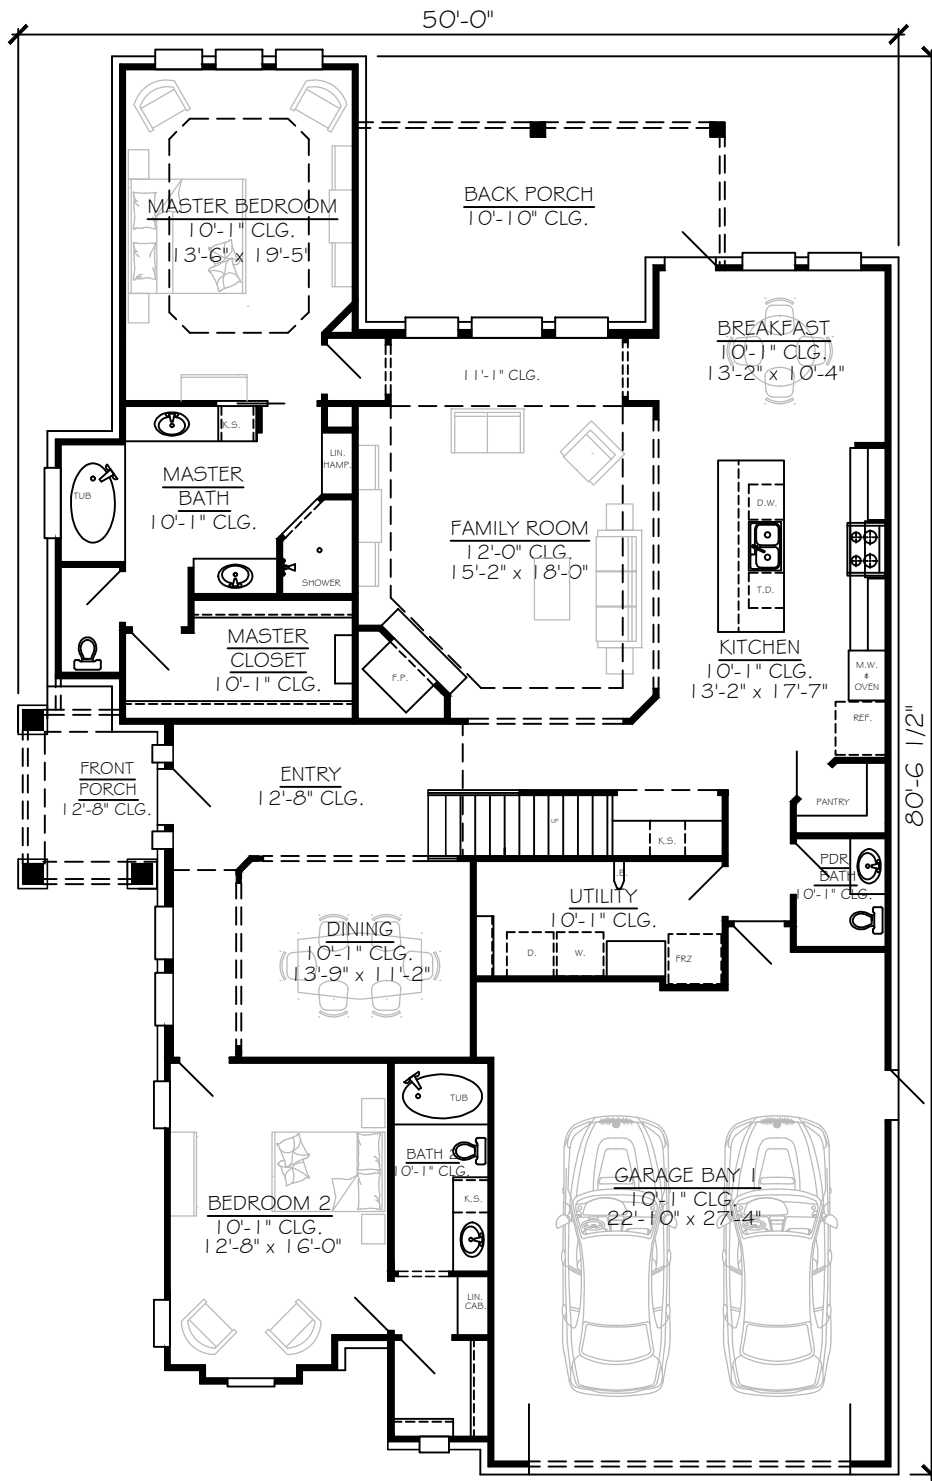 50'-0"
MASTER BEDROOM
10'-1" CLG.
13'-6" x 19'-5"
BACK PORCH
10'-10" CLG.
BREAKFAST
10'-1" CLG.
13'-2" x 10'-4"
11'-1" CLG.
K.S.
LIN.
HAMP.
TUB
MASTER
BATH
10'-1" CLG.
SHOWER
FAMILY ROOM
12'-0" CLG.
15'-2" x 18'-0"
D.W.
T.D.
KITCHEN
10'-1" CLG.
13'-2" x 17'-7"
M.W.
&
OVEN
REF.
MASTER
CLOSET
10'-1" CLG.
F.P.
80'-6 1/2"
FRONT
PORCH
12'-8" CLG.
ENTRY
12'-8" CLG.
UP
K.S.
PANTRY
PDR
BATH
10'-1" CLG.
UTILITY
10'-1" CLG.
D.
W.
FRZ
DINING
10'-1" CLG.
13'-9" x 11'-2"
TUB
BATH 2
10'-1" CLG.
K.S.
BEDROOM 2
10'-1" CLG.
12'-8" x 16'-0"
LIN.
CAB.
GARAGE BAY 1
10'-1" CLG.
22'-10" x 27'-4"